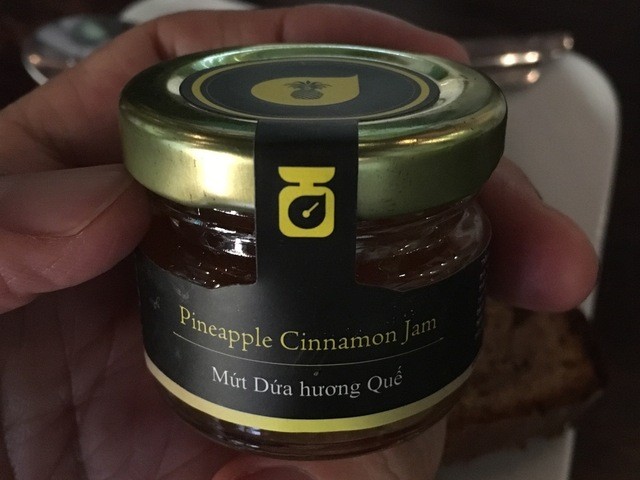 Pineapple Cinnamon Jam
Mứt Dứa hương Quế